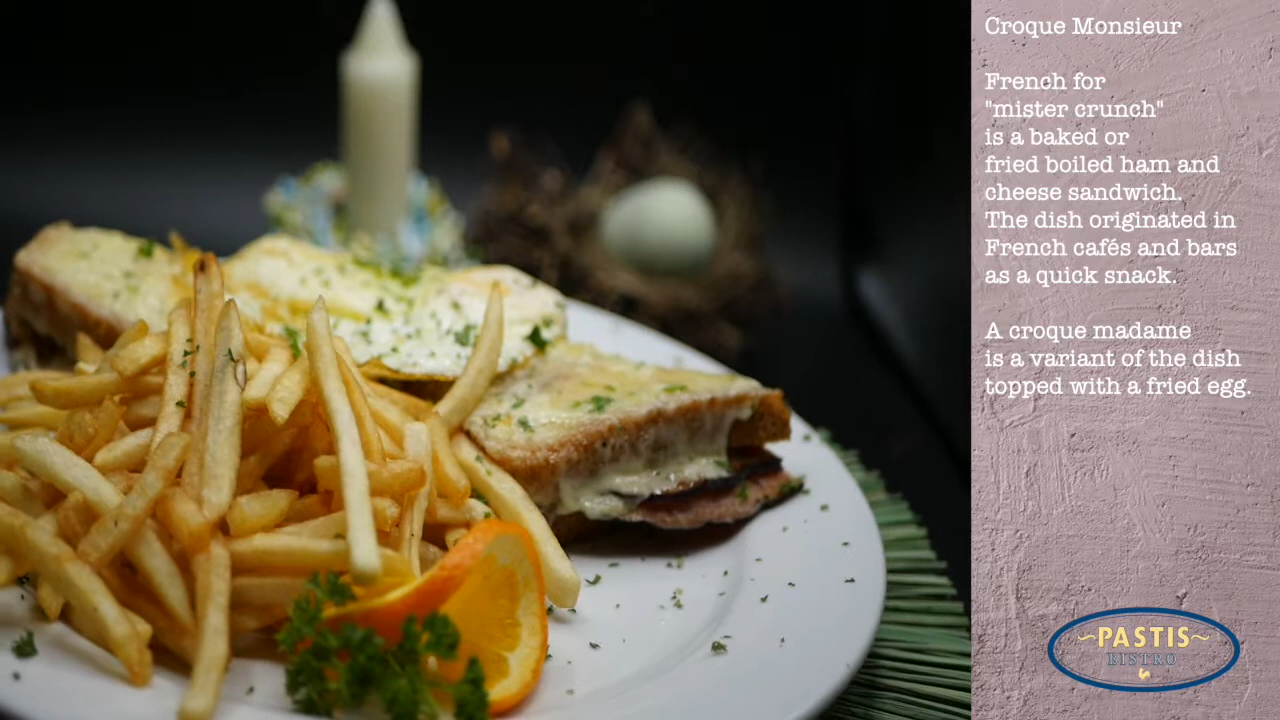 Croque Monsieur
French for
"mister crunch"
is a baked or
fried boiled ham and
cheese sandwich.
The dish originated in
French cafés and bars
as a quick snack.
A croque madame
is a variant of the dish
topped with a fried egg.
~PASTIS~
BISTRO